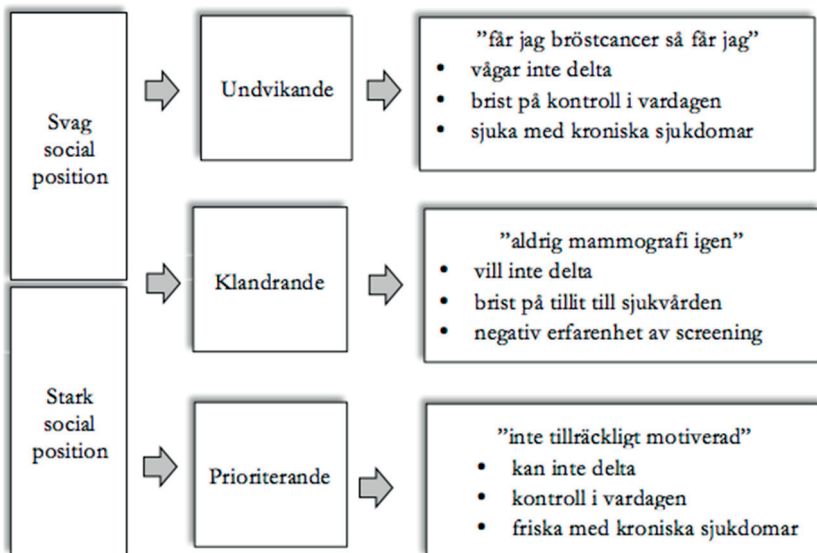 Svag
social
position
Undvikande
”får jag bröstcancer så får jag”
• vågar inte delta
• brist på kontroll i vardagen
• sjuka med kroniska sjukdomar
Klandrande
”aldrig mammografi igen”
• vill inte delta
• brist på tillit till sjukvården
• negativ erfarenhet av screening
Stark
social
position
Prioriterande
”inte tillräckligt motiverad”
• kan inte delta
• kontroll i vardagen
• friska med kroniska sjukdomar